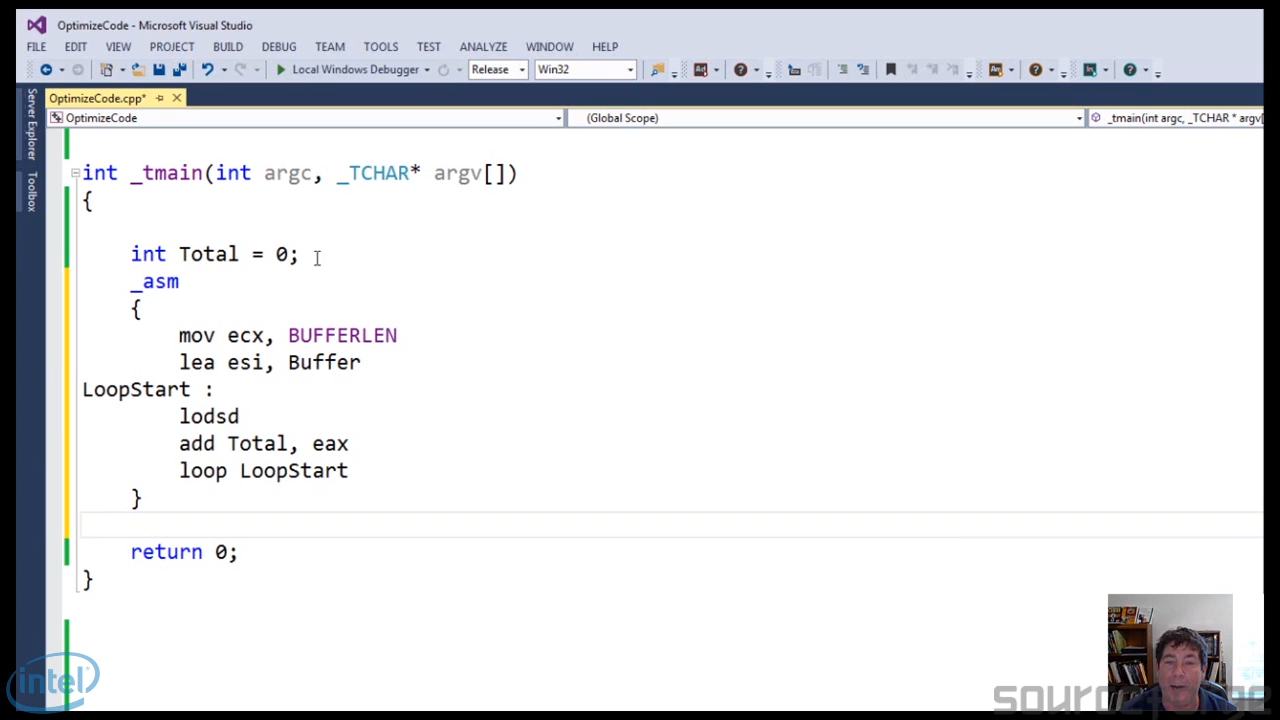 OptimizeCode - Microsoft Visual Studio
FILE EDIT VIEW PROJECT BUILD DEBUG TEAM TOOLS TEST ANALYZE WINDOW HELP
Local Windows Debugger Release Win32
OptimizeCode.cpp*
OptimizeCode (Global Scope) _tmain(int argc, _TCHAR * argv[]
Server Explorer
Toolbox
int _tmain(int argc, _TCHAR* argv[])
{
int Total = 0;
_asm
{
mov ecx, BUFFERLEN
lea esi, Buffer
LoopStart :
lodsd
add Total, eax
loop LoopStart
}
return 0;
}
intel